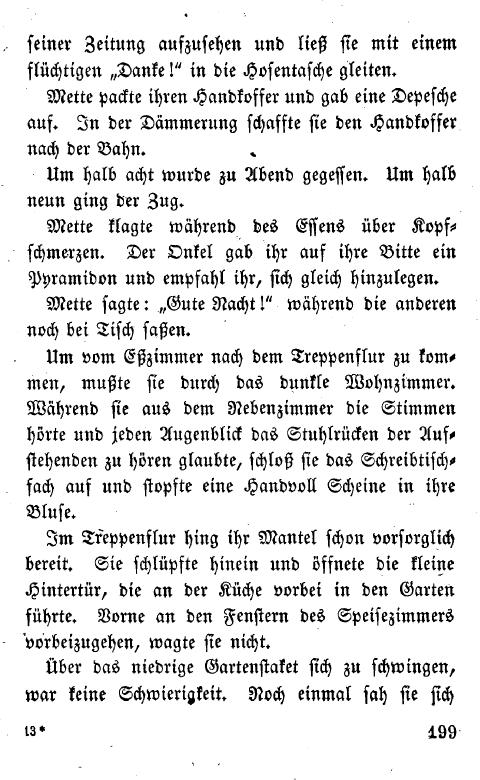 seiner Zeitung aufzusehen und ließ sie mit einem
flüchtigen „Danke!“ in die Hosentasche gleiten.
Mette packte ihren Handkoffer und gab eine Depesche
auf. In der Dämmerung schaffte sie den Handkoffer
nach der Bahn.
Um halb acht wurde zu Abend gegessen. Um halb
neun ging der Zug.
Mette klagte während des Essens über Kopf-
schmerzen. Der Onkel gab ihr auf ihre Bitte ein
Pyramidon und empfahl ihr, sich gleich hinzulegen.
Mette sagte: „Gute Nacht!“ während die anderen
noch bei Tisch saßen.
Um vom Eßzimmer nach dem Treppenflur zu kom-
men, mußte sie durch das dunkle Wohnzimmer.
Während sie aus dem Nebenzimmer die Stimmen
hörte und jeden Augenblick das Stuhlrücken der Auf-
stehenden zu hören glaubte, schloß sie das Schreibtisch-
fach auf und stopfte eine Handvoll Scheine in ihre
Bluse.
Im Treppenflur hing ihr Mantel schon vorsorglich
bereit. Sie schlüpfte hinein und öffnete die kleine
Hintertür, die an der Küche vorbei in den Garten
führte. Vorne an den Fenstern des Speisezimmers
vorbeizugehen, wagte sie nicht.
Über das niedrige Gartenstaket sich zu schwingen,
war keine Schwierigkeit. Noch einmal sah sie sich
13*
199